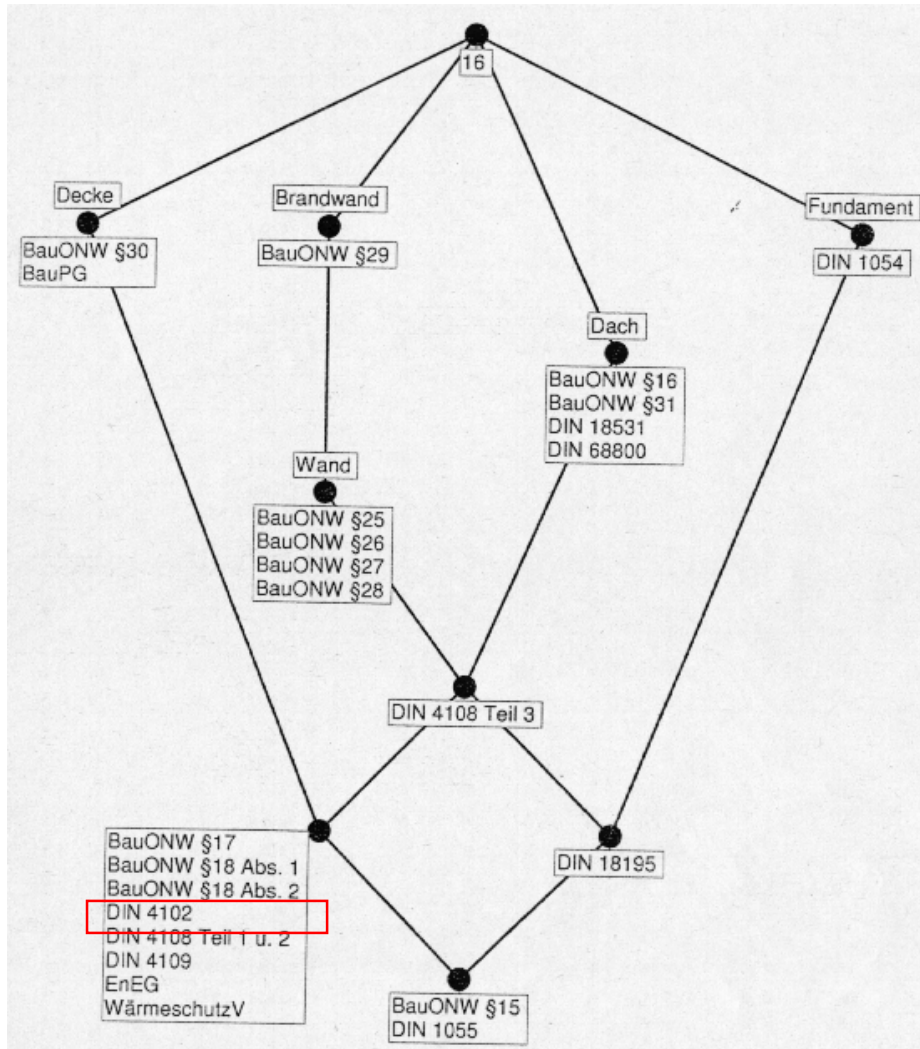 16
Decke
BauONW §30
BauPG
Brandwand
BauONW §29
Fundament
DIN 1054
Dach
BauONW §16
BauONW §31
DIN 18531
DIN 68800
Wand
BauONW §25
BauONW §26
BauONW §27
BauONW §28
DIN 4108 Teil 3
BauONW §17
BauONW §18 Abs. 1
BauONW §18 Abs. 2
DIN 4102
DIN 4108 Teil 1 u. 2
DIN 4109
EnEG
WärmeschutzV
DIN 18195
BauONW §15
DIN 1055